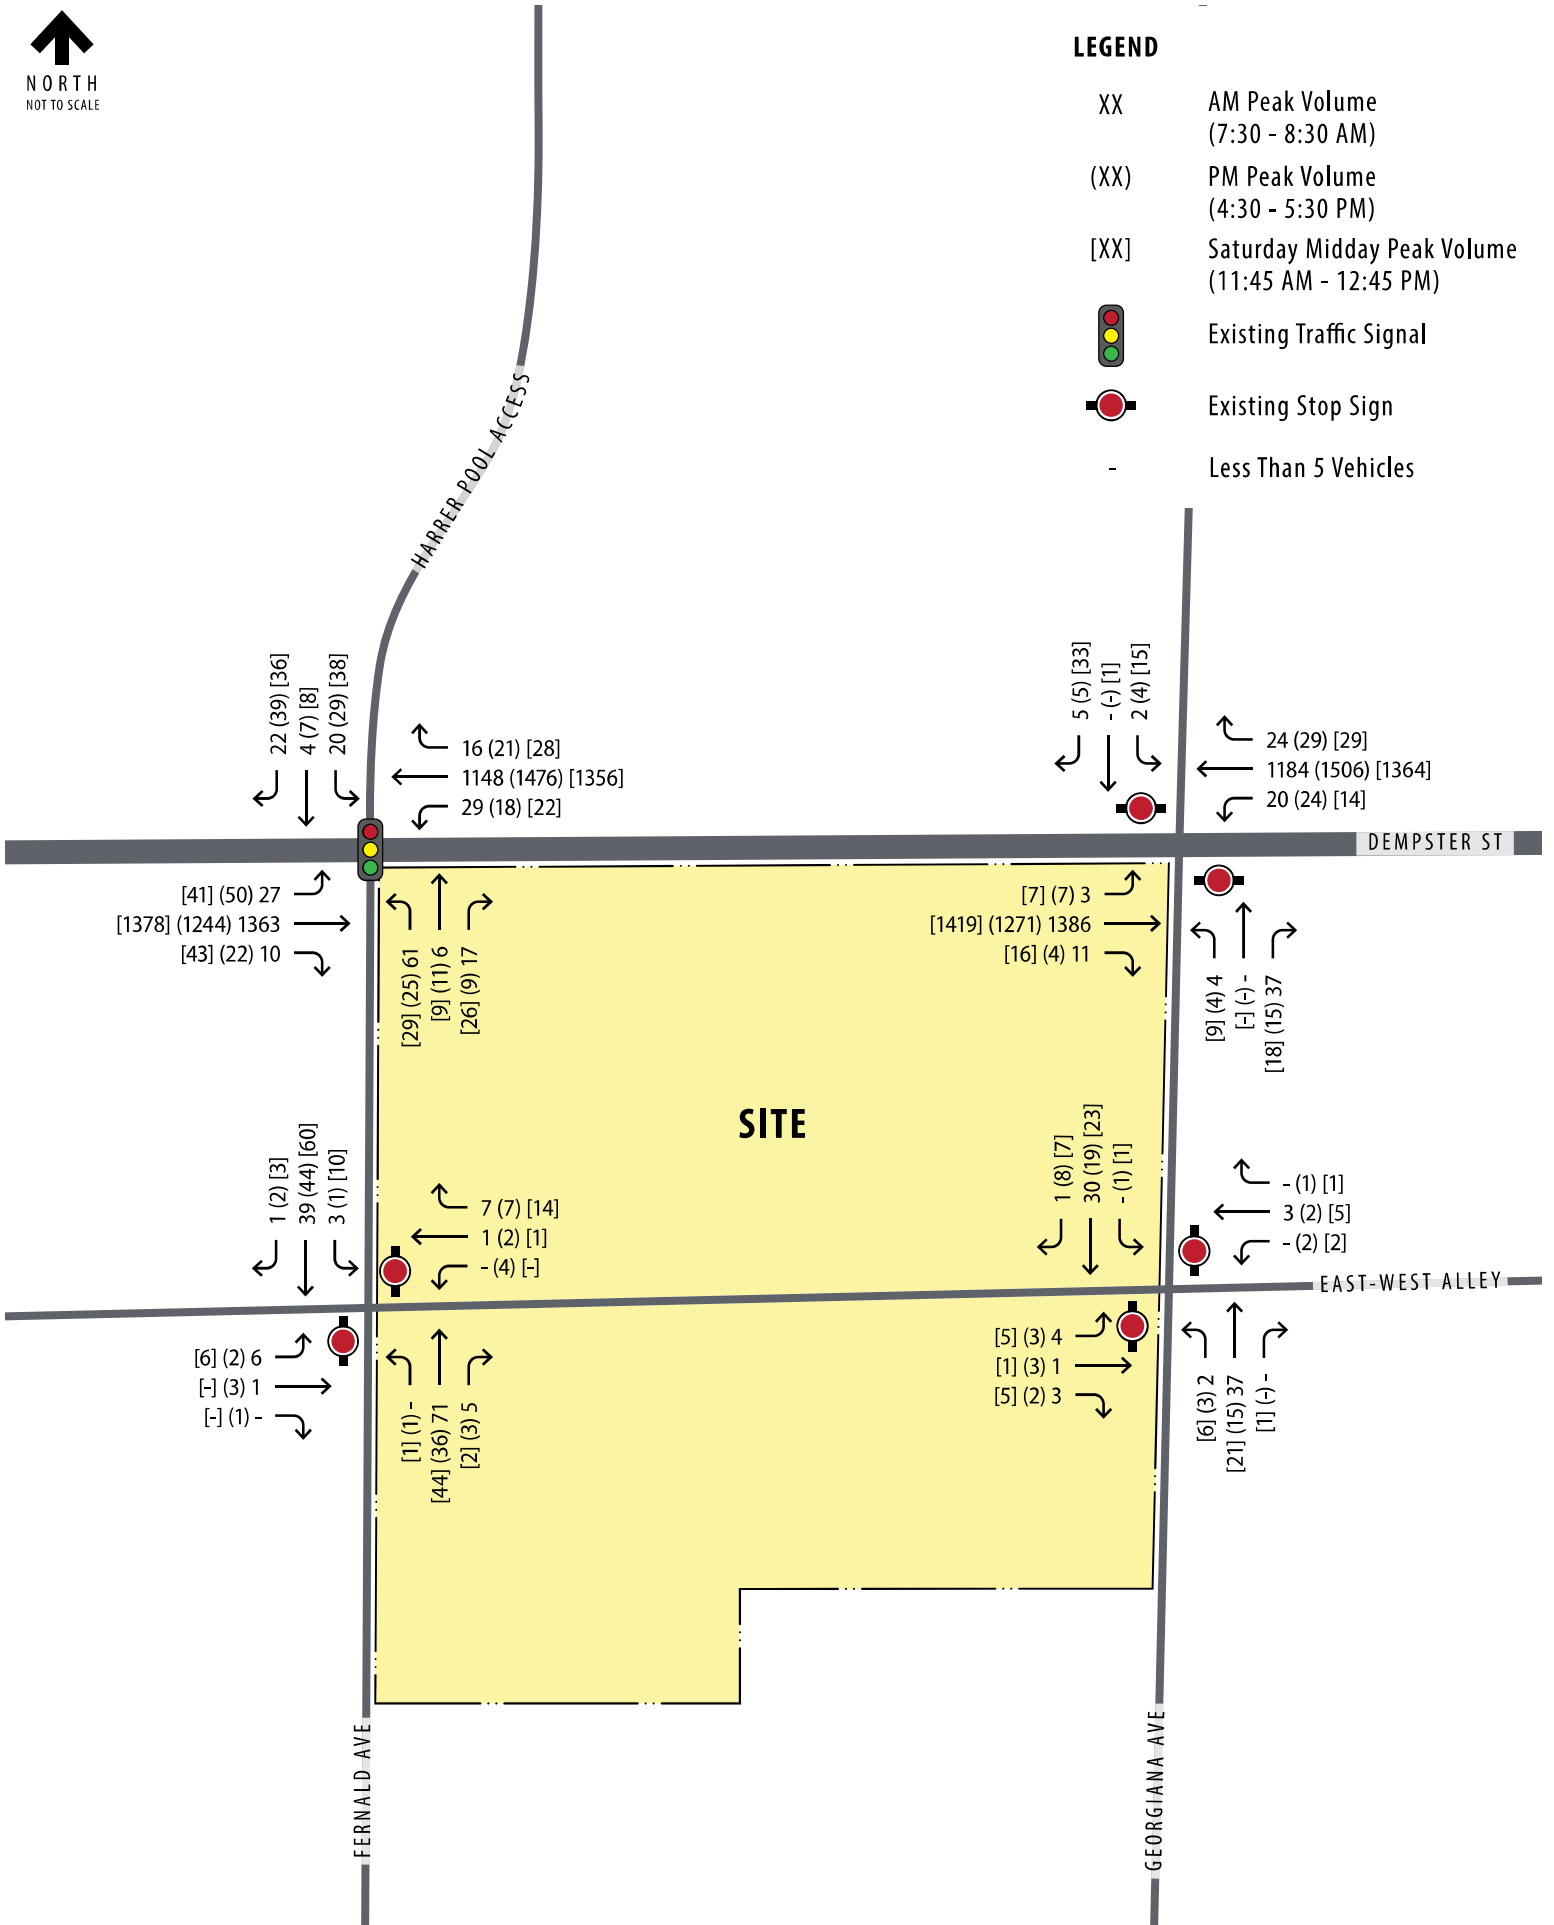 NORTH
NOT TO SCALE
LEGEND
XX AM Peak Volume
(7:30 - 8:30 AM)
(XX) PM Peak Volume
(4:30 - 5:30 PM)
[XX] Saturday Midday Peak Volume
(11:45 AM - 12:45 PM)
Existing Traffic Signal
Existing Stop Sign
- Less Than 5 Vehicles
HARRER POOL ACCESS
22 (39) [36]
4 (7) [8]
20 (29) [38]
16 (21) [28]
1148 (1476) [1356]
29 (18) [22]
5 (5) [33]
- (-) [1]
2 (4) [15]
24 (29) [29]
1184 (1506) [1364]
20 (24) [14]
DEMPSTER ST
[41] (50) 27
[1378] (1244) 1363
[43] (22) 10
[29] (25) 61
[9] (11) 6
[26] (9) 17
[7] (7) 3
[1419] (1271) 1386
[16] (4) 11
[9] (4) 4
[-] (-) -
[18] (15) 37
SITE
1 (2) [3]
39 (44) [60]
3 (1) [10]
7 (7) [14]
1 (2) [1]
- (4) [-]
1 (8) [7]
30 (19) [23]
- (1) [1]
- (1) [1]
3 (2) [5]
- (2) [2]
EAST-WEST ALLEY
[6] (2) 6
[-] (3) 1
[-] (1) -
[1] (1) -
[44] (36) 71
[2] (3) 5
[5] (3) 4
[1] (3) 1
[5] (2) 3
[6] (3) 2
[21] (15) 37
[1] (-) -
FERNALD AVE
GEORGIANA AVE